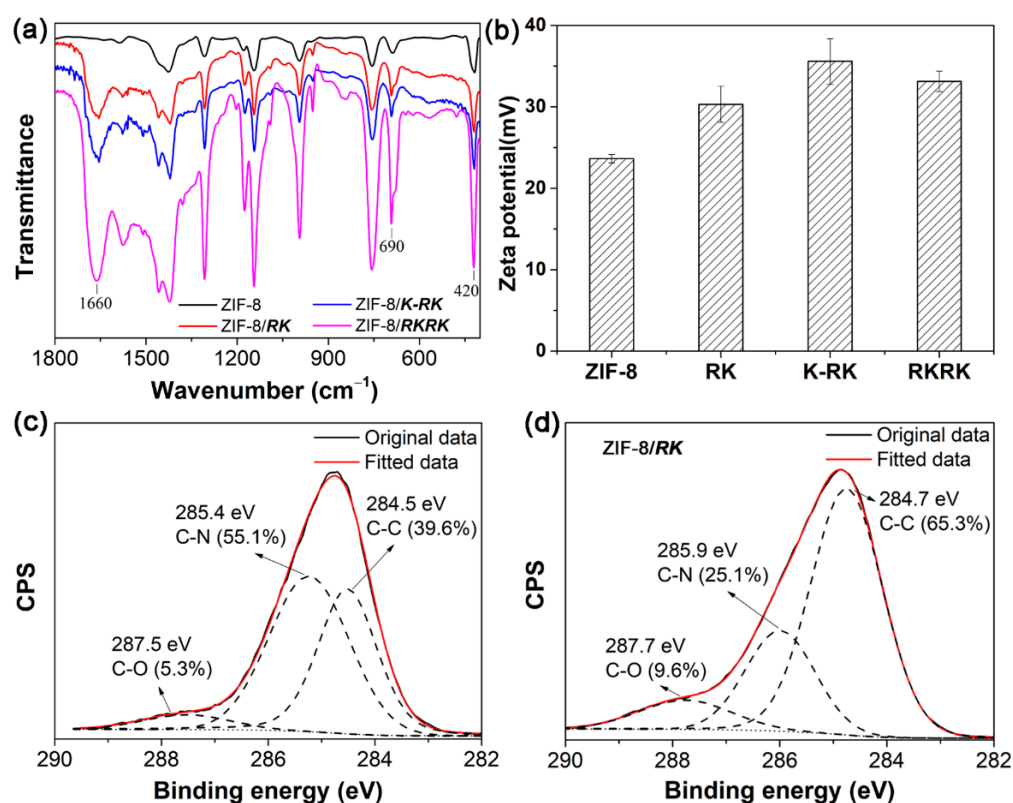 (a)
Transmittance
1660
690
420
ZIF-8
ZIF-8/K-RK
ZIF-8/RK
ZIF-8/RKRK
1800 1500 1200 900 600
Wavenumber (cm⁻¹)
(b)
Zeta potential(mV)
40
30
20
10
0
ZIF-8 RK K-RK RKRK
(c)
CPS
Original data
Fitted data
285.4 eV
C-N (55.1%)
284.5 eV
C-C (39.6%)
287.5 eV
C-O (5.3%)
290 288 286 284 282
Binding energy (eV)
(d)
CPS
ZIF-8/RK
Original data
Fitted data
284.7 eV
C-C (65.3%)
285.9 eV
C-N (25.1%)
287.7 eV
C-O (9.6%)
290 288 286 284 282
Binding energy (eV)